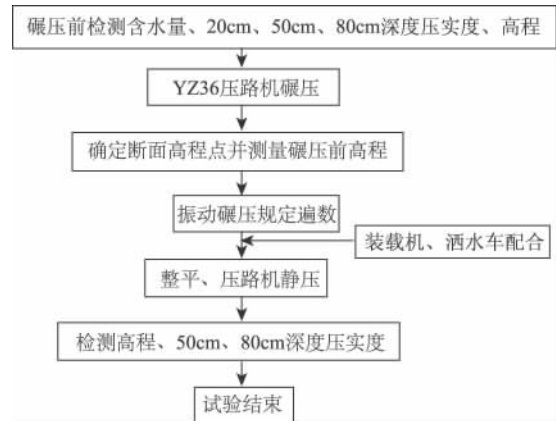 碾压前检测含水量、20cm、50cm、80cm深度压实度、高程
YZ36压路机碾压
确定断面高程点并测量碾压前高程
振动碾压规定遍数
装载机、洒水车配合
整平、压路机静压
检测高程、50cm、80cm深度压实度
试验结束